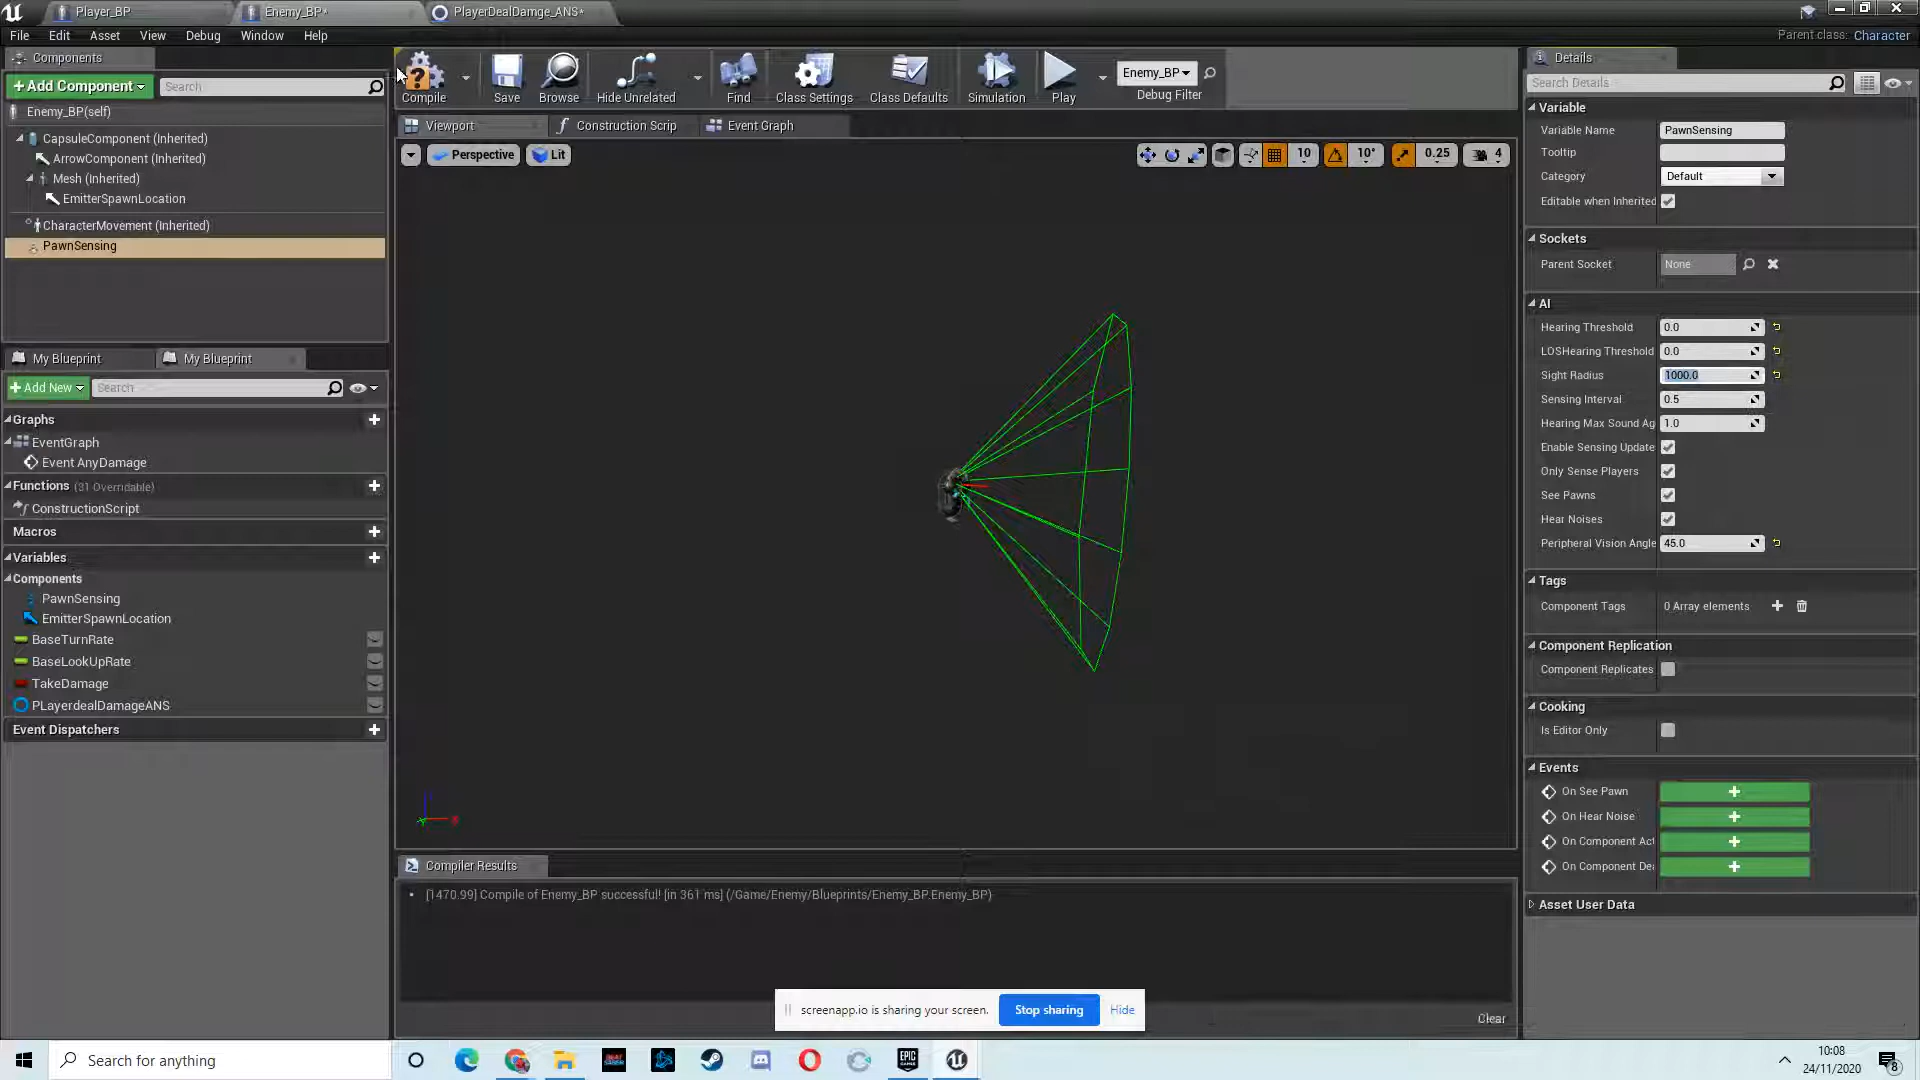 Player_BP
Enemy_BP*
PlayerDealDamge_ANS*
File
Edit
Asset
View
Debug
Window
Help
Parent class: Character
Components
+Add Component
Search
Enemy_BP(self)
CapsuleComponent (Inherited)
ArrowComponent (Inherited)
Mesh (Inherited)
EmitterSpawnLocation
CharacterMovement (Inherited)
PawnSensing
My Blueprint
My Blueprint
+Add New
Search
Graphs
EventGraph
Event AnyDamage
Functions (31 Overridable)
ConstructionScript
Macros
Variables
Components
PawnSensing
EmitterSpawnLocation
BaseTurnRate
BaseLookUpRate
TakeDamage
PLayerdealDamageANS
Event Dispatchers
Compile
Save
Browse
Hide Unrelated
Find
Class Settings
Class Defaults
Simulation
Play
Enemy_BP
Debug Filter
Viewport
Construction Scrip
Event Graph
Perspective
Lit
10
10°
0.25
4
Compiler Results
[1470.99] Compile of Enemy_BP successful! [in 361 ms] (/Game/Enemy/Blueprints/Enemy_BP.Enemy_BP)
Clear
screenapp.io is sharing your screen.
Stop sharing
Hide
Details
Search Details
Variable
Variable Name PawnSensing
Tooltip
Category Default
Editable when Inherited
Sockets
Parent Socket None
AI
Hearing Threshold 0.0
LOSHearing Threshold 0.0
Sight Radius 1000.0
Sensing Interval 0.5
Hearing Max Sound Ag 1.0
Enable Sensing Update
Only Sense Players
See Pawns
Hear Noises
Peripheral Vision Angle 45.0
Tags
Component Tags 0 Array elements
Component Replication
Component Replicates
Cooking
Is Editor Only
Events
On See Pawn
On Hear Noise
On Component Act
On Component Dea
Asset User Data
Search for anything
EPIC
GAMES
10:08
24/11/2020
8